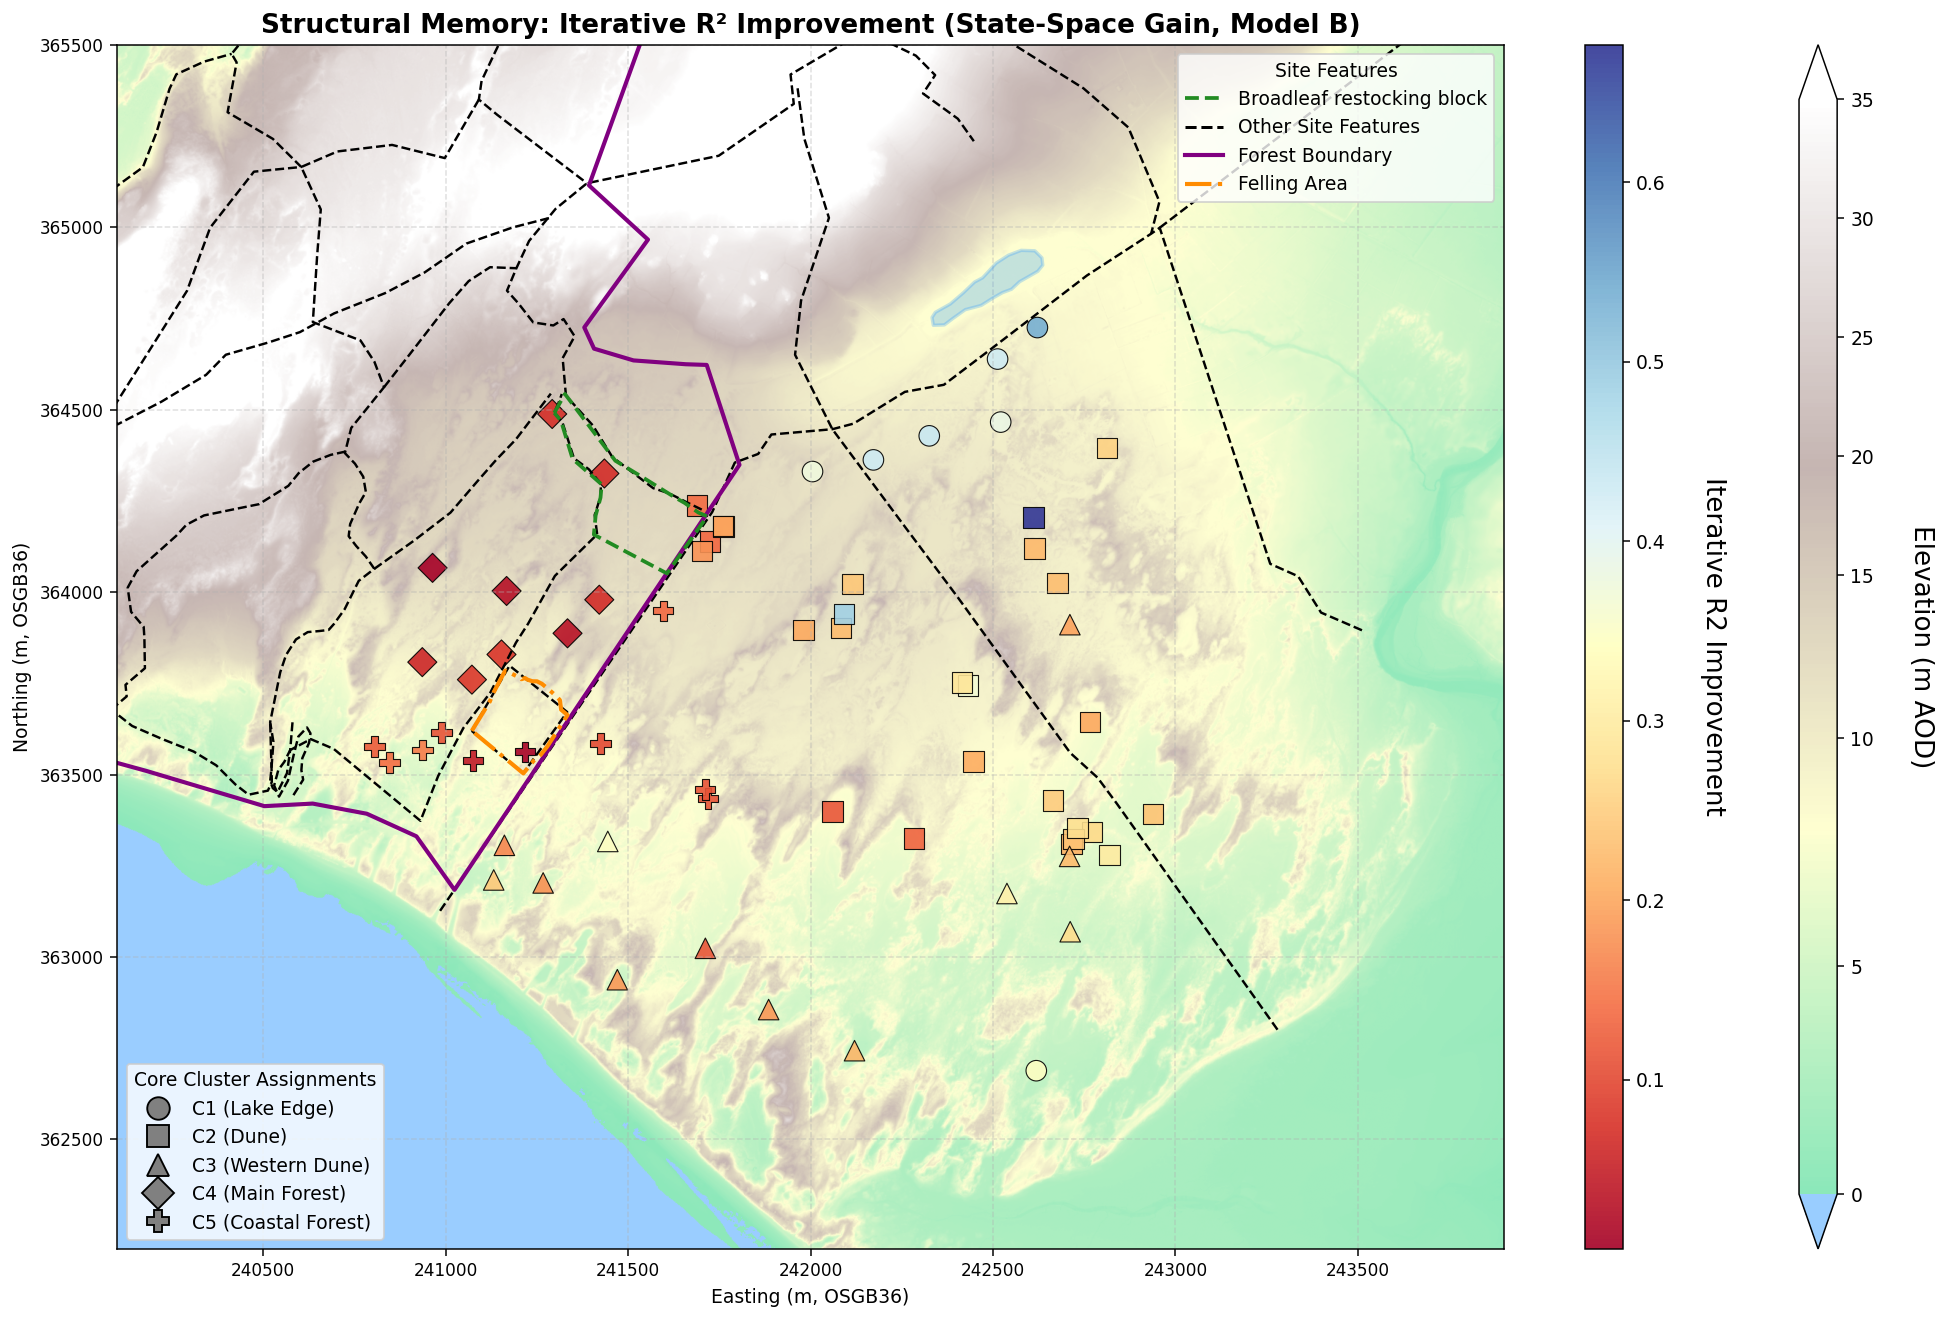 Structural Memory: Iterative R² Improvement (State-Space Gain, Model B)
365500
365000
364500
364000
363500
363000
362500
Northing (m, OSGB36)
240500
241000
241500
242000
242500
243000
243500
Easting (m, OSGB36)
Site Features
Broadleaf restocking block
Other Site Features
Forest Boundary
Felling Area
Core Cluster Assignments
C1 (Lake Edge)
C2 (Dune)
C3 (Western Dune)
C4 (Main Forest)
C5 (Coastal Forest)
0.6
0.5
0.4
0.3
0.2
0.1
Iterative R2 Improvement
35
30
25
20
15
10
5
0
Elevation (m AOD)